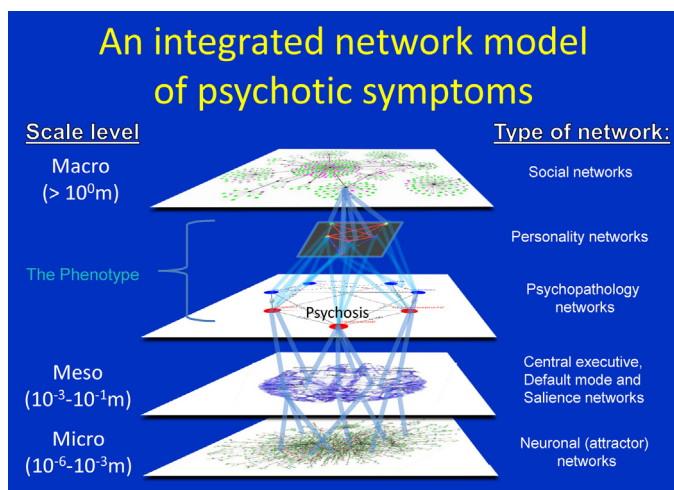 An integrated network model
of psychotic symptoms
Scale level
Type of network:
Macro
(> 10⁰m)
Social networks
Personality networks
The Phenotype
Psychopathology
networks
Psychosis
Meso
(10⁻³-10⁻¹m)
Central executive,
Default mode and
Salience networks
Micro
(10⁻⁶-10⁻³m)
Neuronal (attractor)
networks